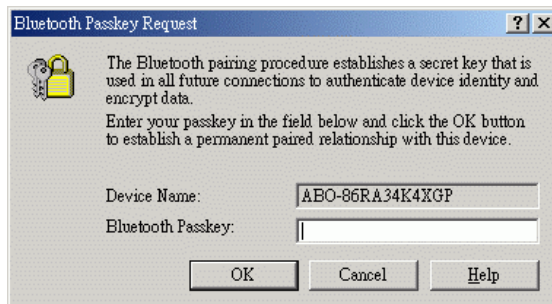 Bluetooth Passkey Request
The Bluetooth pairing procedure establishes a secret key that is
used in all future connections to authenticate device identity and
encrypt data.
Enter your passkey in the field below and click the OK button
to establish a permanent paired relationship with this device.
Device Name: ABO-86RA34K4XGP
Bluetooth Passkey:
OK Cancel Help